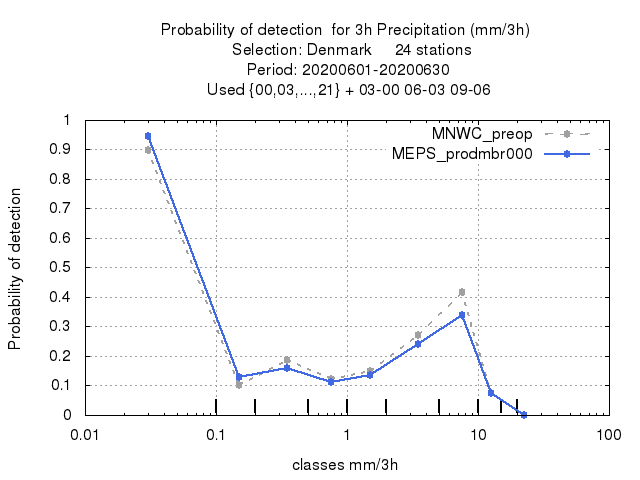 Probability of detection  for 3h Precipitation (mm/3h)
Selection: Denmark     24 stations
Period: 20200601-20200630
Used {00,03,...,21} + 03-00 06-03 09-06
MNWC_preop
MEPS_prodmbr000
1
0.9
0.8
0.7
0.6
0.5
0.4
0.3
0.2
0.1
0
Probability of detection
0.01
0.1
1
10
100
classes mm/3h